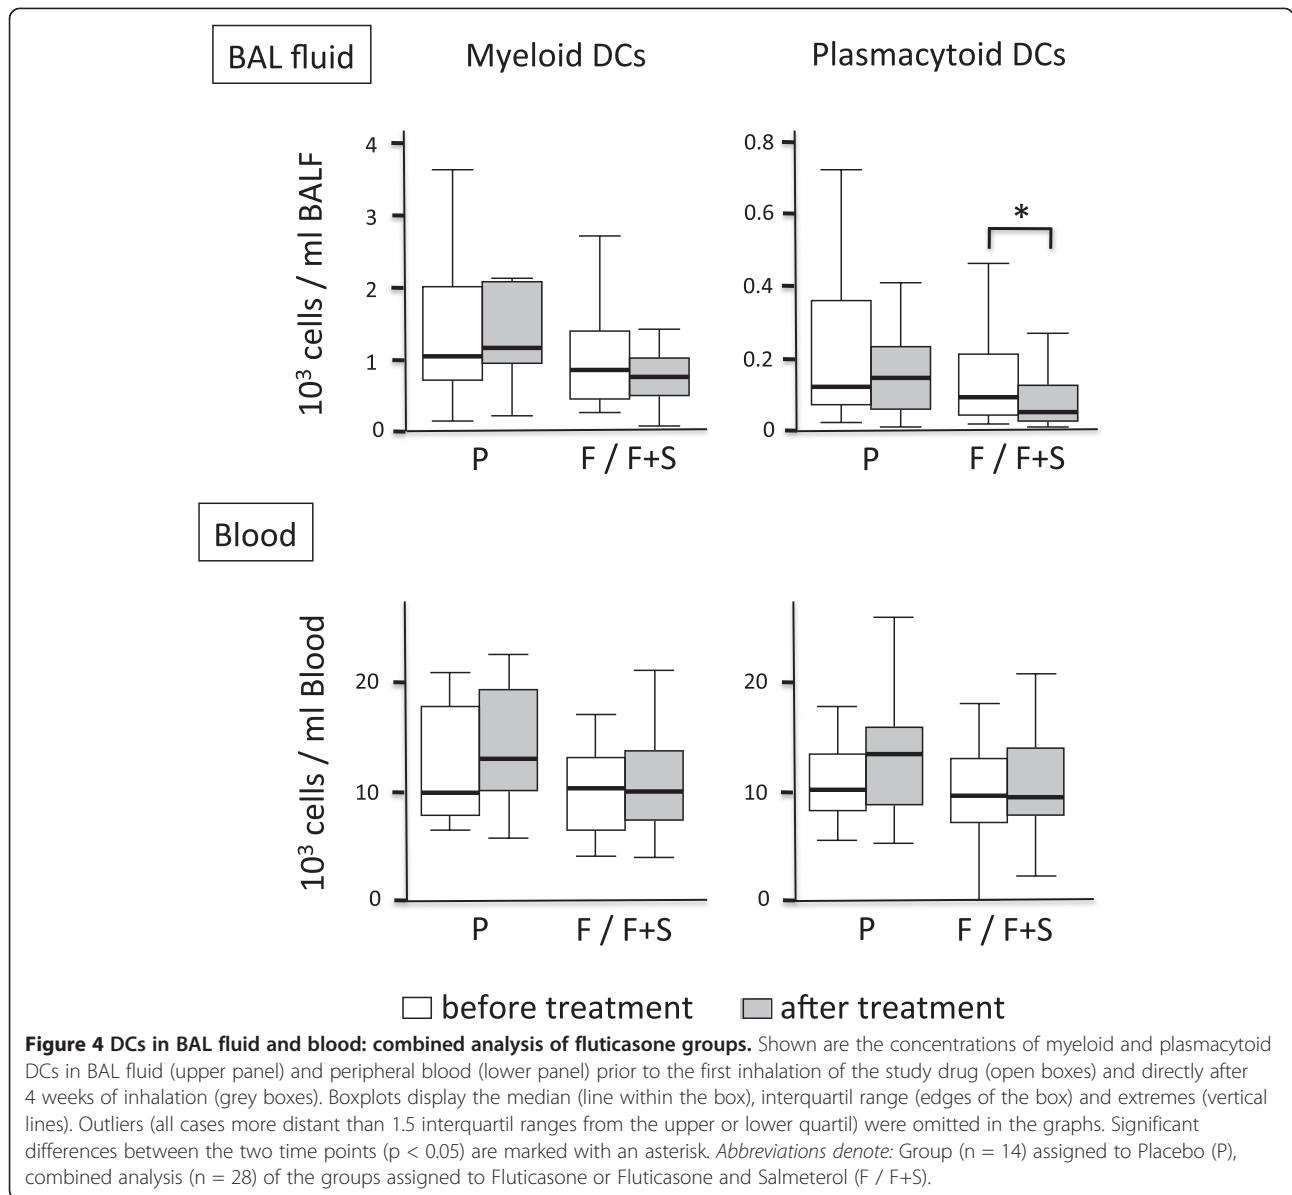 BAL fluid
Myeloid DCs
Plasmacytoid DCs
10³ cells / ml BALF
4
3
2
1
0
P
F / F+S
0.8
0.6
0.4
0.2
0
*
P
F / F+S
Blood
10³ cells / ml Blood
20
10
0
P
F / F+S
20
10
0
P
F / F+S
before treatment
after treatment
Figure 4 DCs in BAL fluid and blood: combined analysis of fluticasone groups. Shown are the concentrations of myeloid and plasmacytoid
DCs in BAL fluid (upper panel) and peripheral blood (lower panel) prior to the first inhalation of the study drug (open boxes) and directly after
4 weeks of inhalation (grey boxes). Boxplots display the median (line within the box), interquartil range (edges of the box) and extremes (vertical
lines). Outliers (all cases more distant than 1.5 interquartil ranges from the upper or lower quartil) were omitted in the graphs. Significant
differences between the two time points (p < 0.05) are marked with an asterisk. Abbreviations denote: Group (n = 14) assigned to Placebo (P),
combined analysis (n = 28) of the groups assigned to Fluticasone or Fluticasone and Salmeterol (F / F+S).